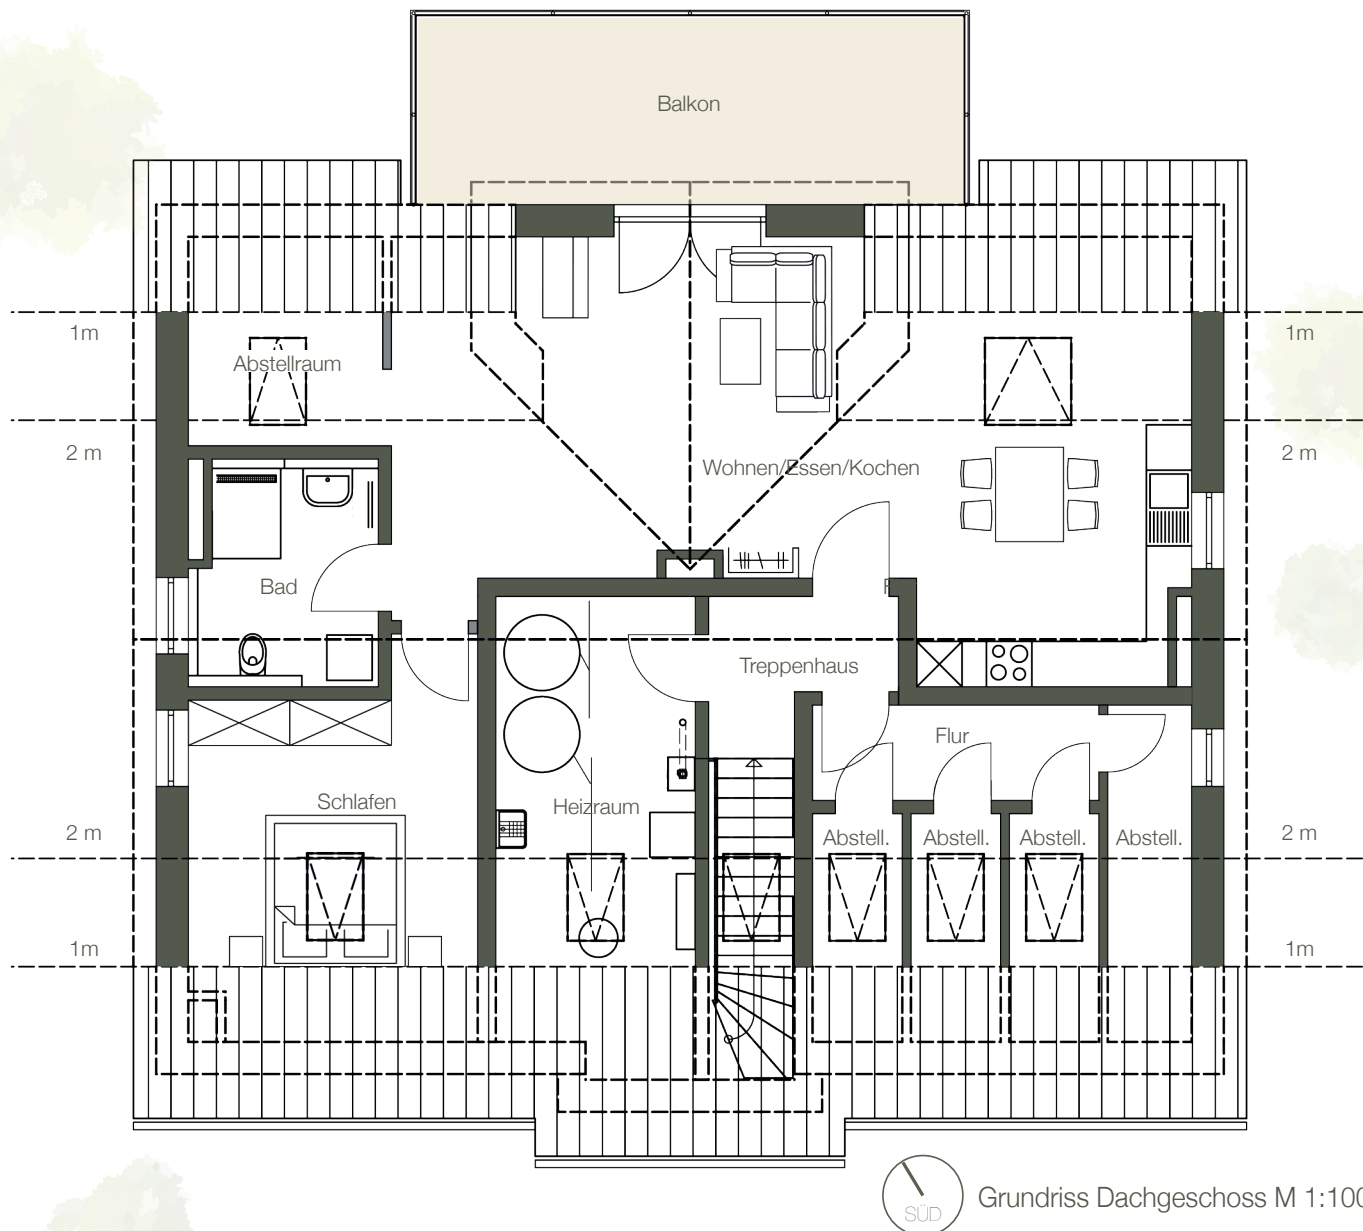 Balkon
1m
1m
Abstellraum
2 m
2 m
Wohnen/Essen/Kochen
Bad
F
Treppenhaus
Flur
Schlafen
Heizraum
2 m
Abstell.
Abstell.
Abstell.
Abstell.
2 m
1m
1m
SÜD
Grundriss Dachgeschoss M 1:100